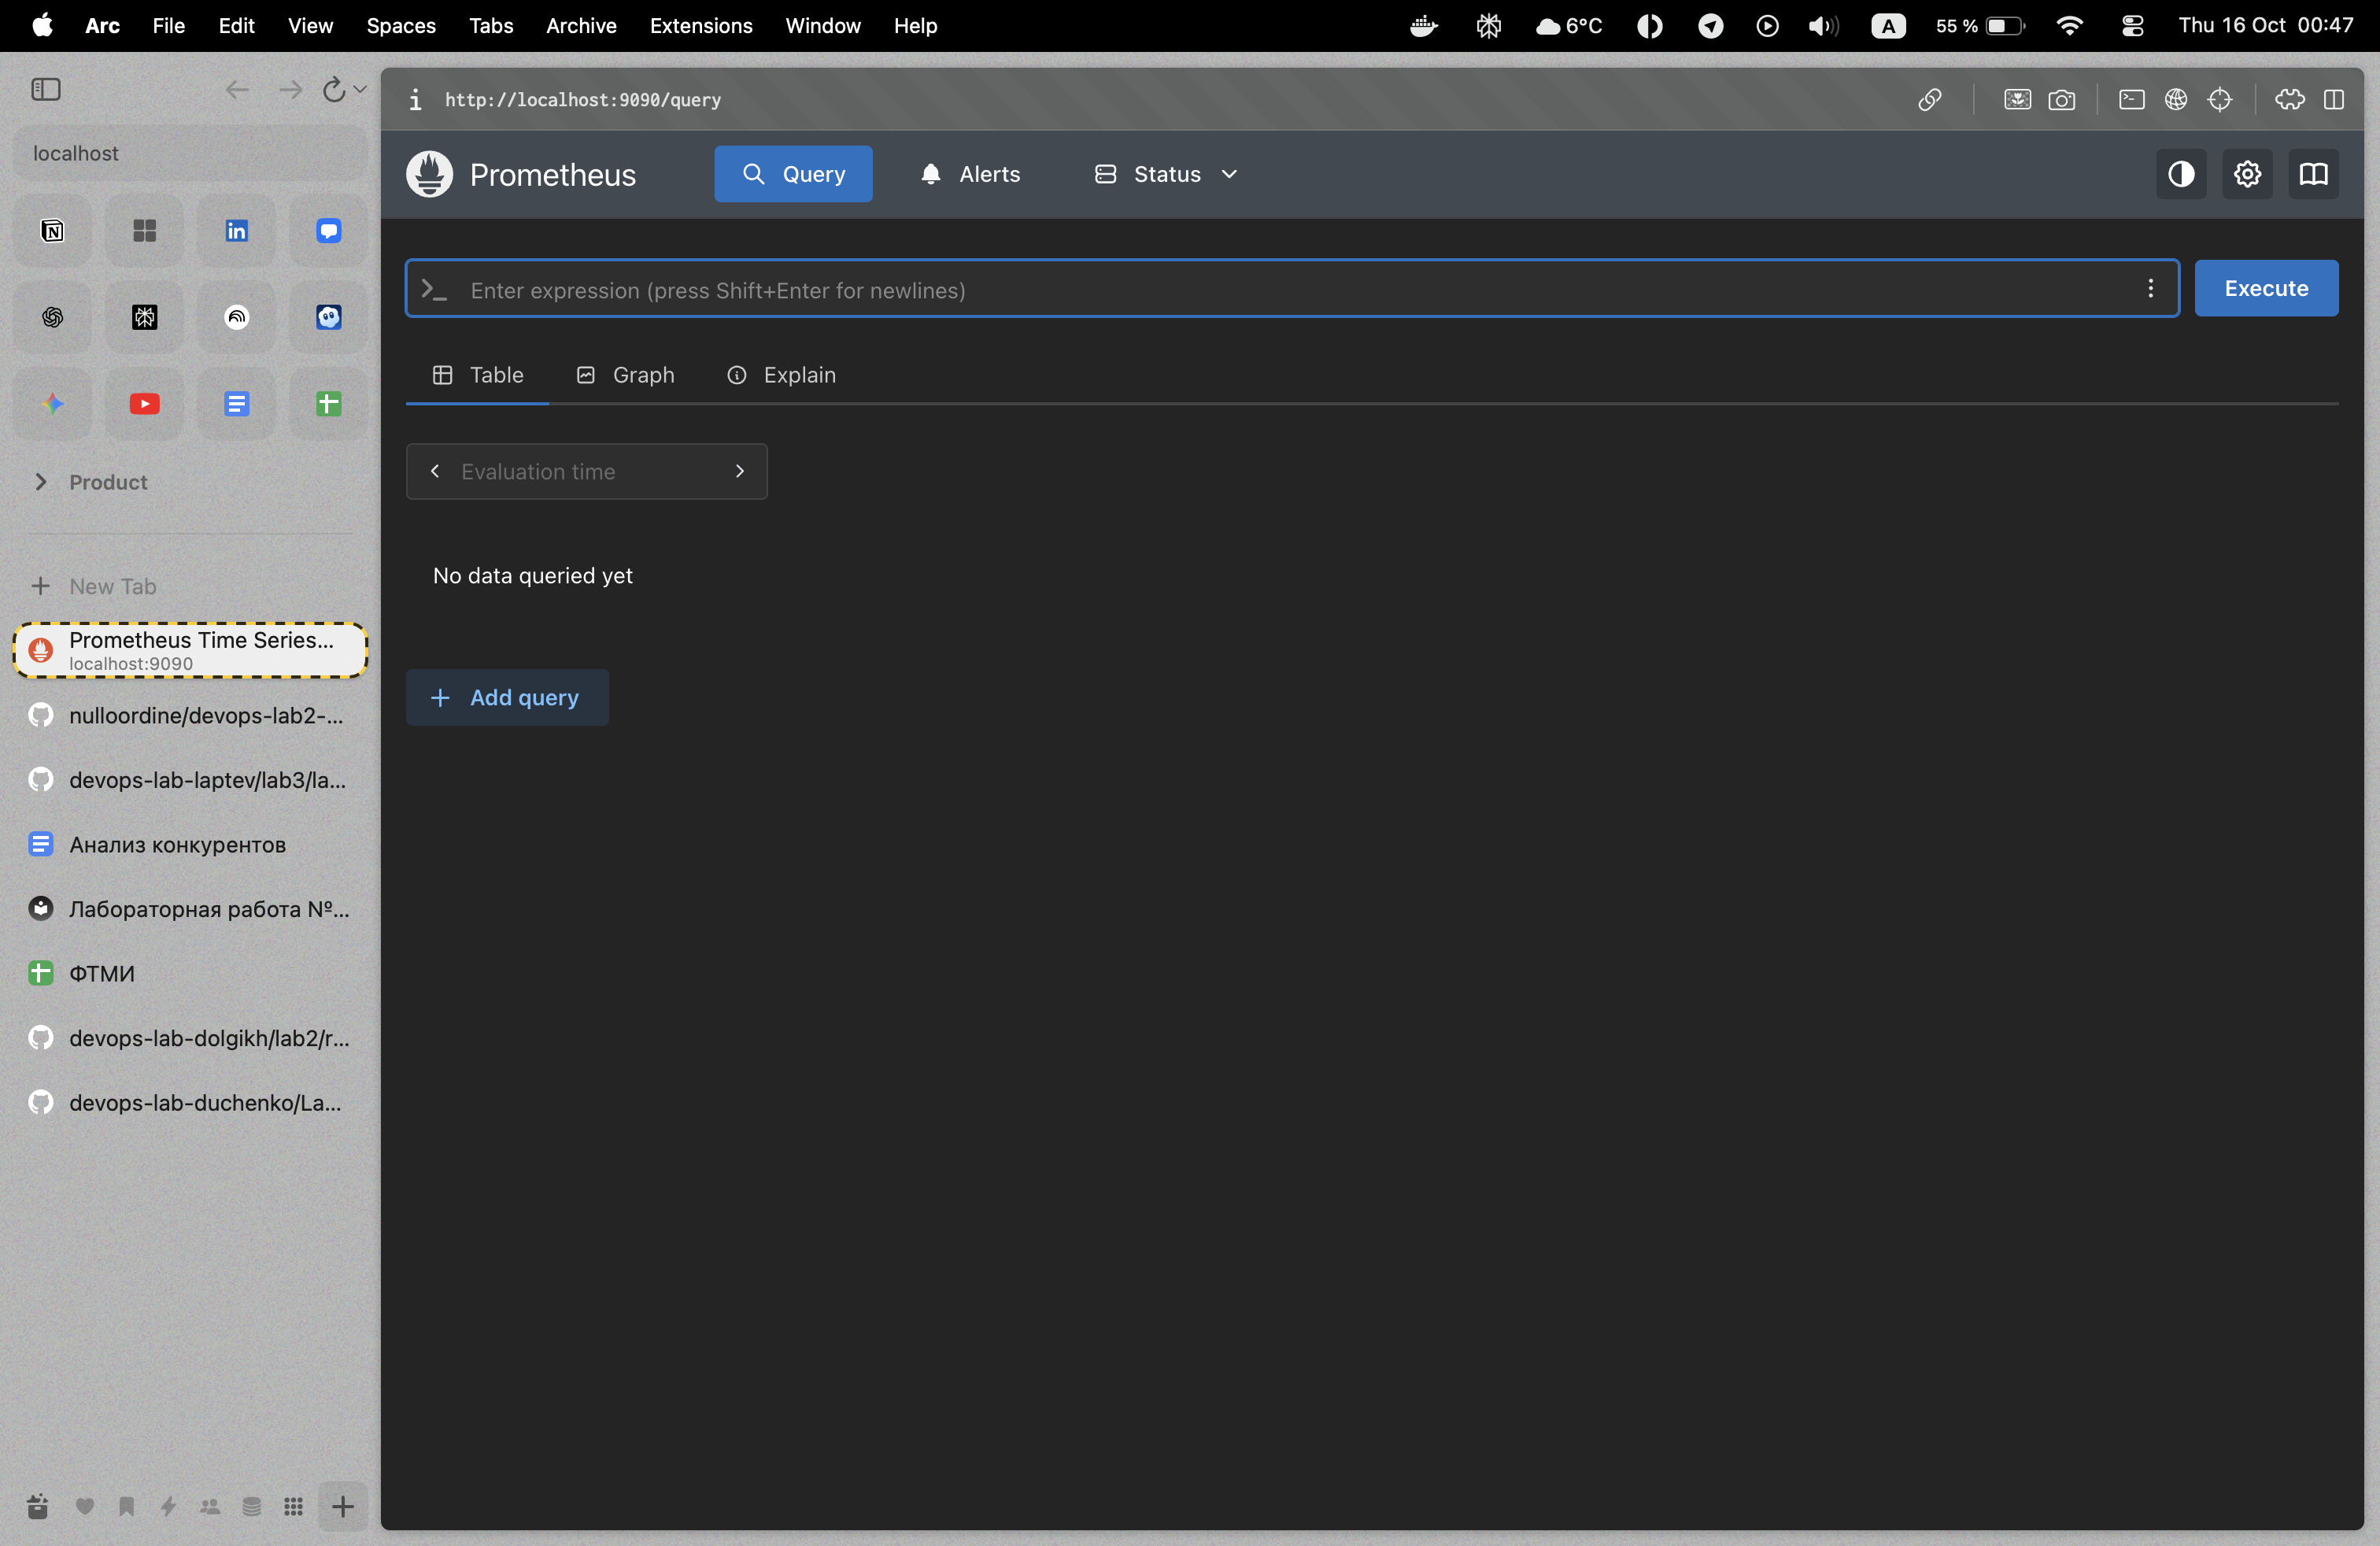 Arc File Edit View Spaces Tabs Archive Extensions Window Help 6°C A 55 % Thu 16 Oct 00:47
localhost
Product
New Tab
Prometheus Time Series...
localhost:9090
nulloordine/devops-lab2-...
devops-lab-laptev/lab3/la...
Анализ конкурентов
Лабораторная работа №...
ФТМИ
devops-lab-dolgikh/lab2/r...
devops-lab-duchenko/La...
http://localhost:9090/query
Prometheus Query Alerts Status
Enter expression (press Shift+Enter for newlines) Execute
Table Graph Explain
Evaluation time
No data queried yet
Add query